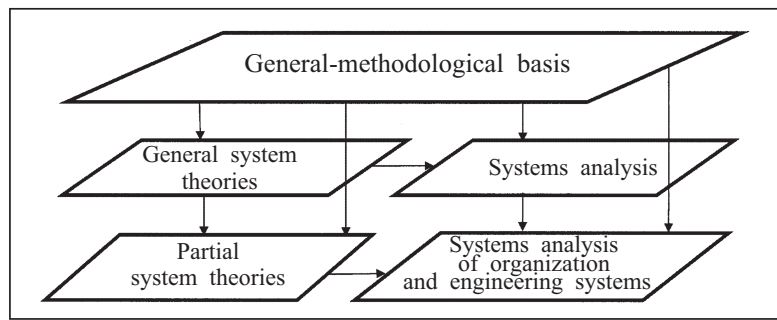 General-methodological basis
General system
theories
Systems analysis
Partial
system theories
Systems analysis
of organization
and engineering systems